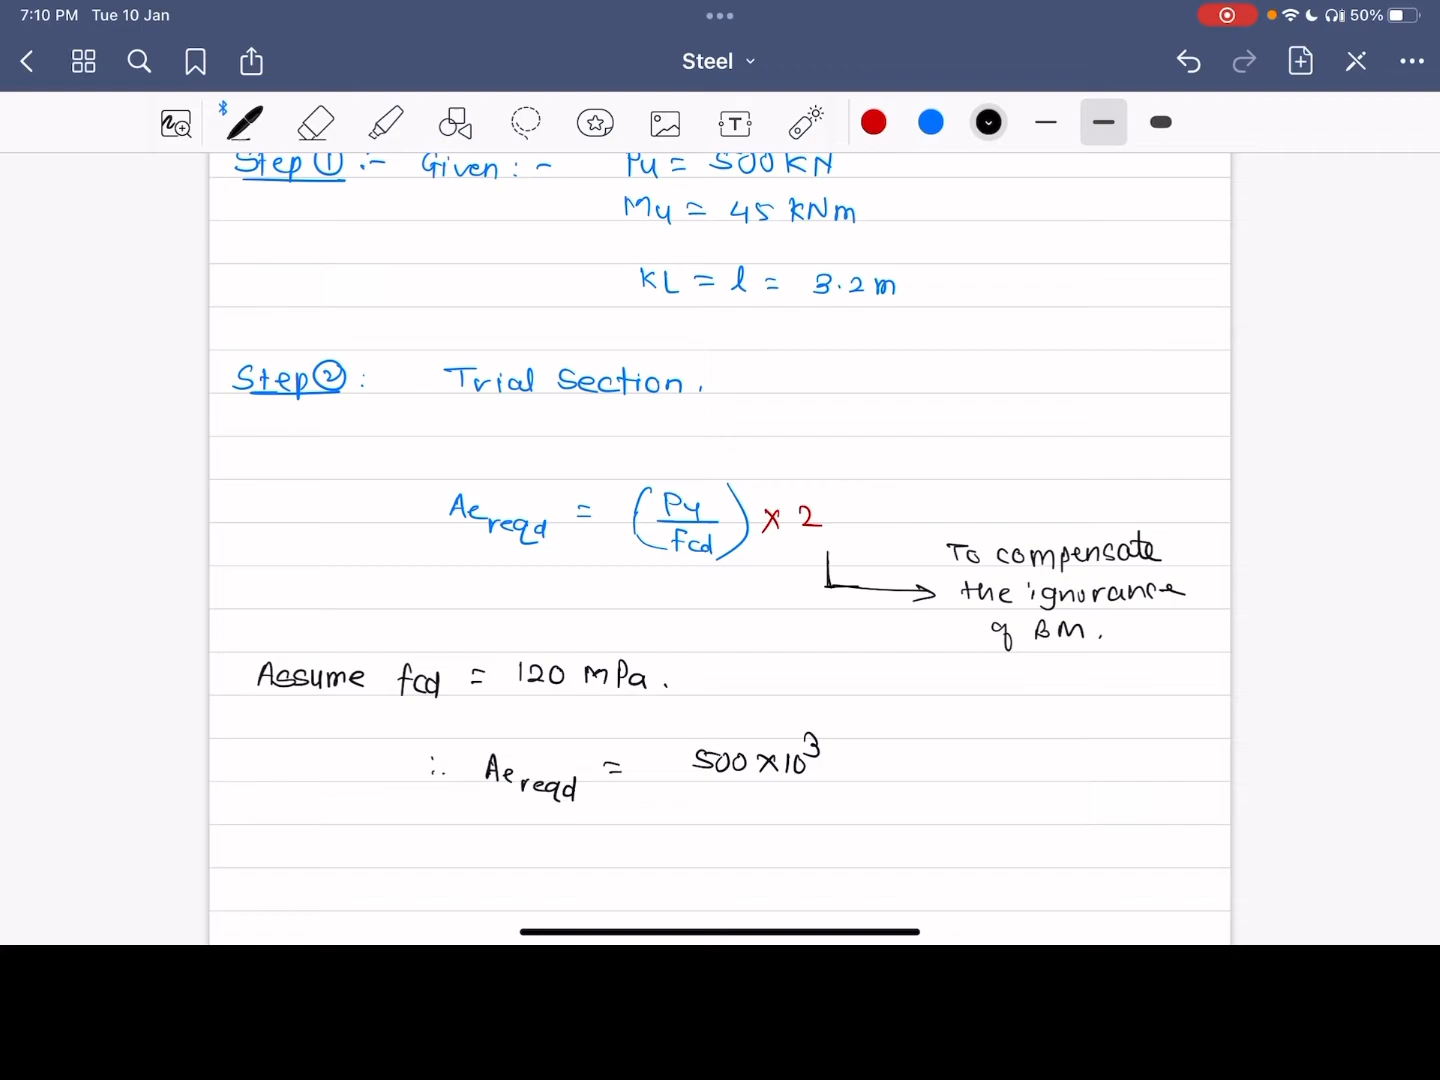 7:10 PM Tue 10 Jan
50%
Steel
Step ① :- Given :- Pu = 500 KN
Mu = 45 kNm
KL = l = 3.2 m
Step ② : Trial Section.
Ae reqd = (Pu / fcd) × 2
To compensate
the ignorance
of BM.
Assume fcd = 120 MPa.
∴ Ae reqd = 500 × 10³